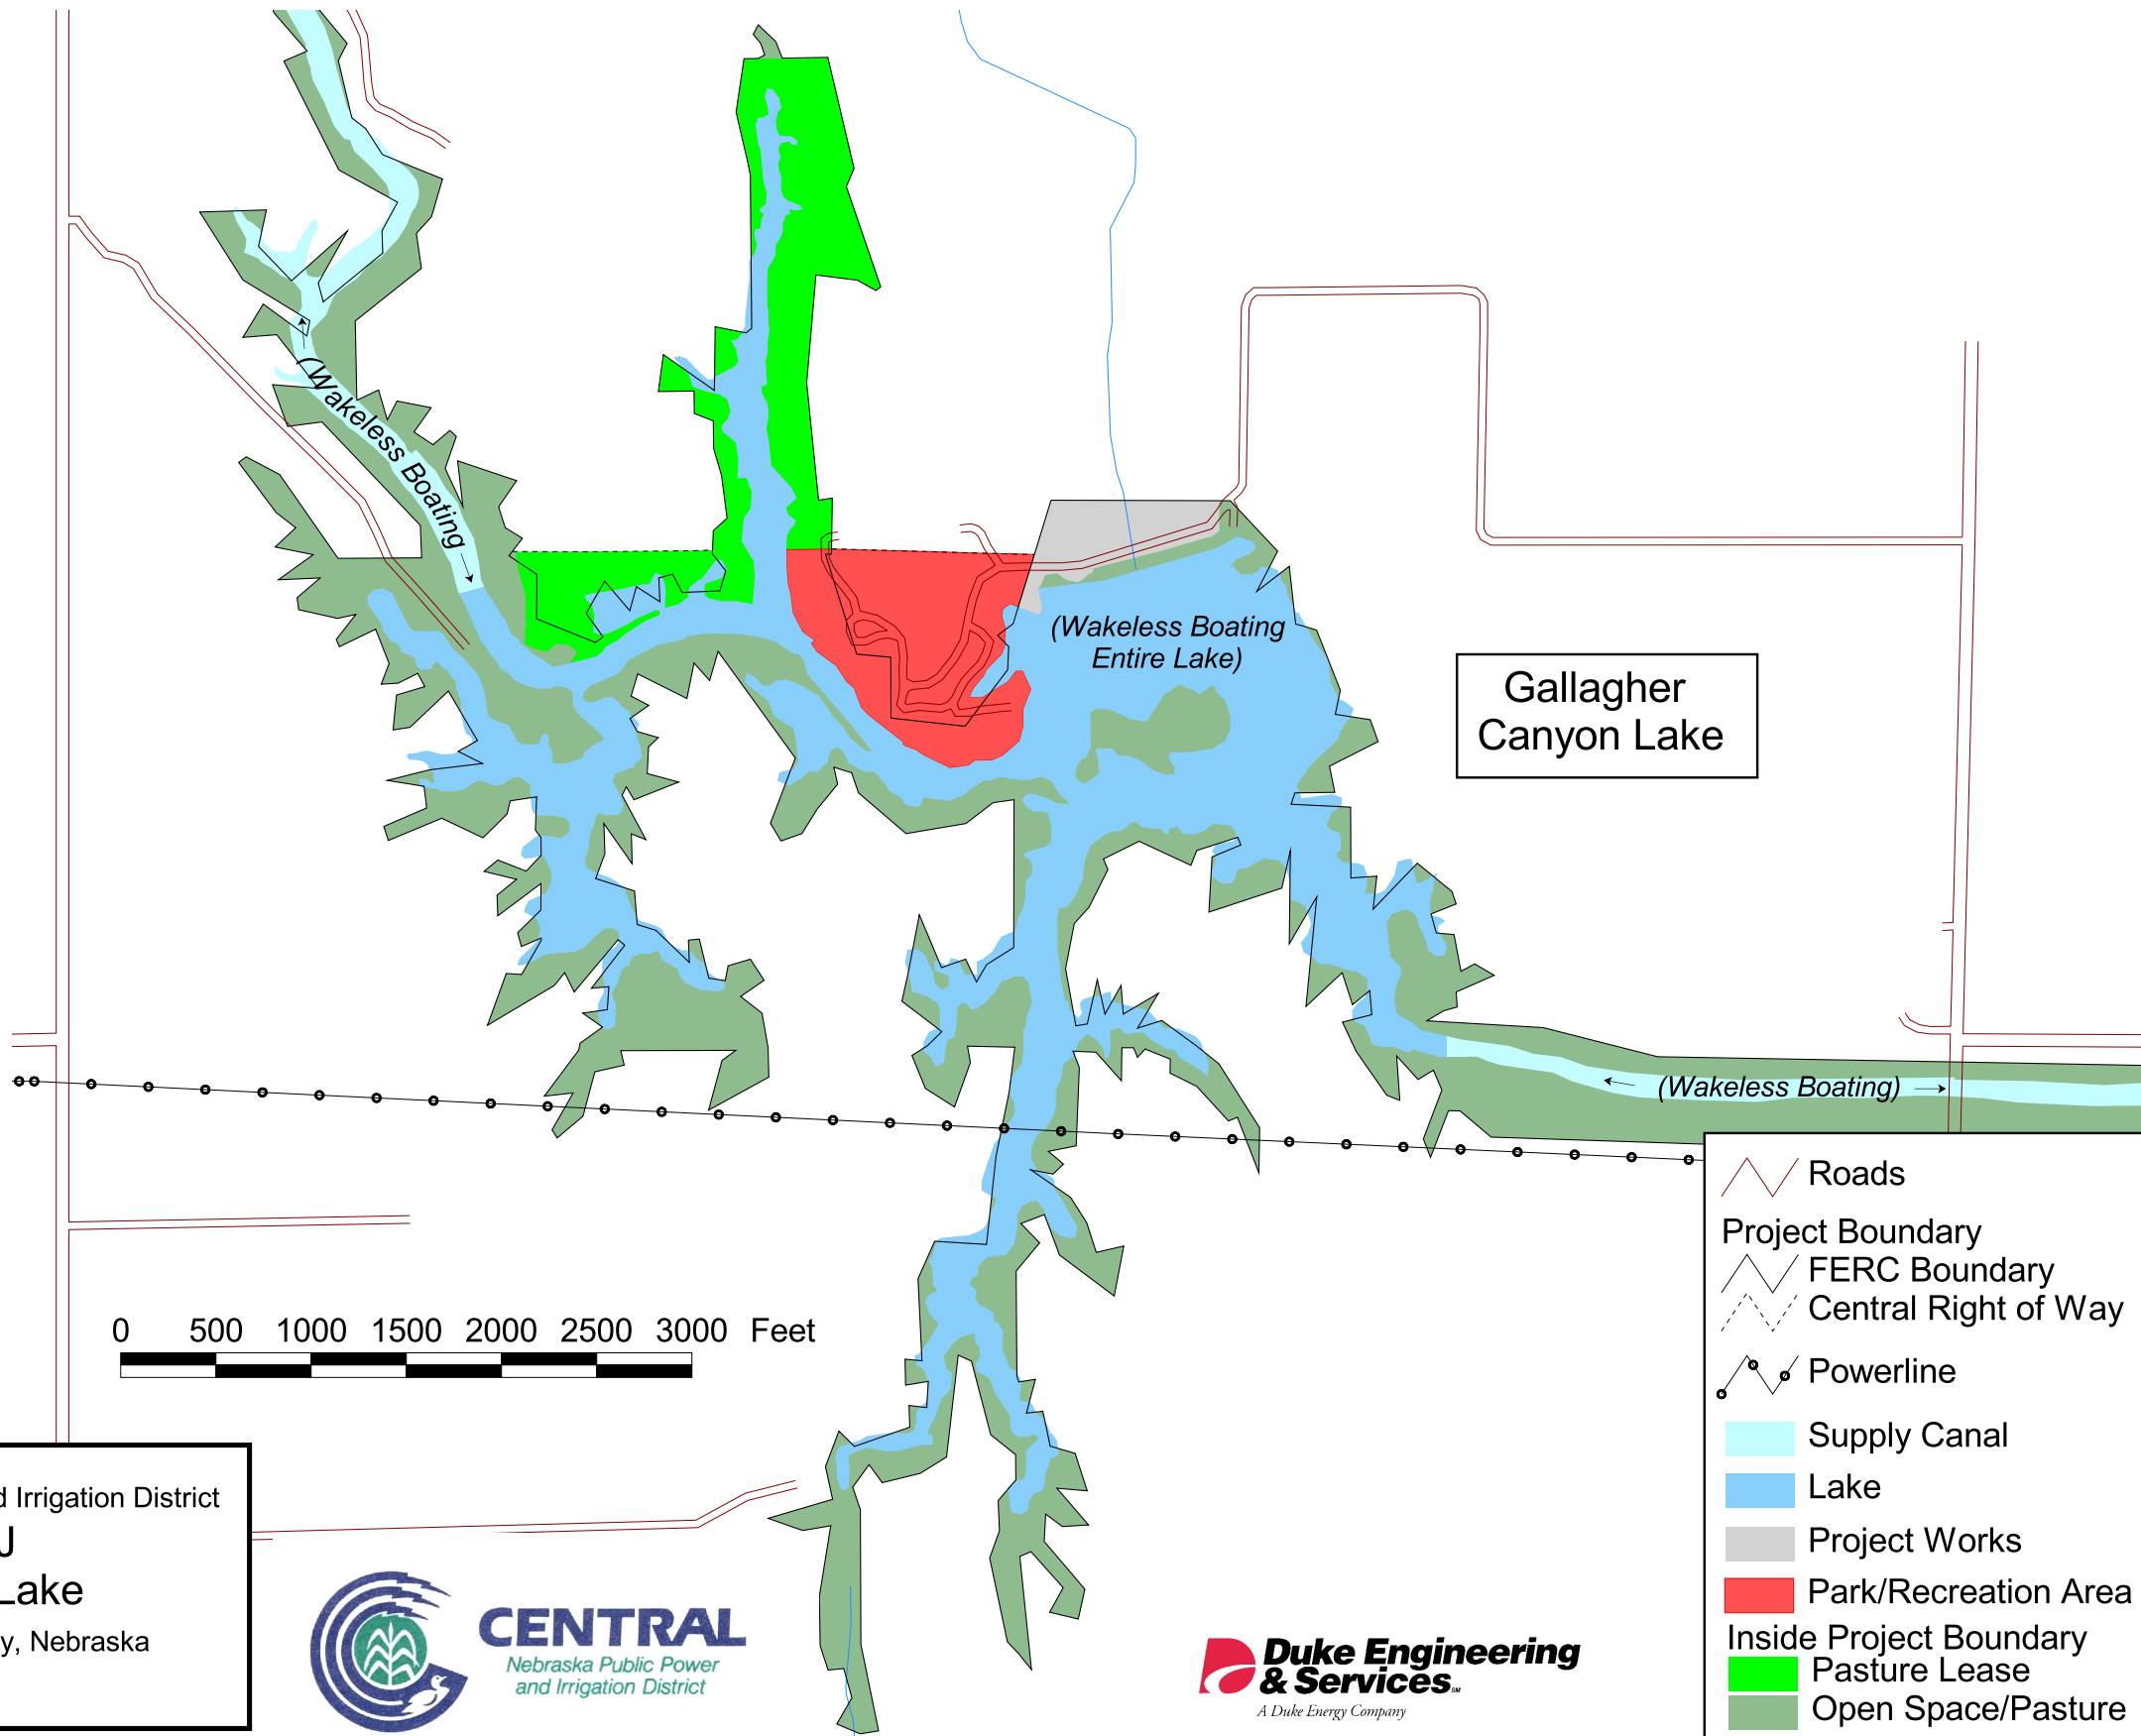 (Wakeless Boating
(Wakeless Boating
Entire Lake)
Gallagher
Canyon Lake
(Wakeless Boating)
0 500 1000 1500 2000 2500 3000 Feet
Irrigation District
Lake
Nebraska
CENTRAL
Nebraska Public Power
and Irrigation District
Duke Engineering
& Services SM
A Duke Energy Company
Roads
Project Boundary
FERC Boundary
Central Right of Way
Powerline
Supply Canal
Lake
Project Works
Park/Recreation Area
Inside Project Boundary
Pasture Lease
Open Space/Pasture